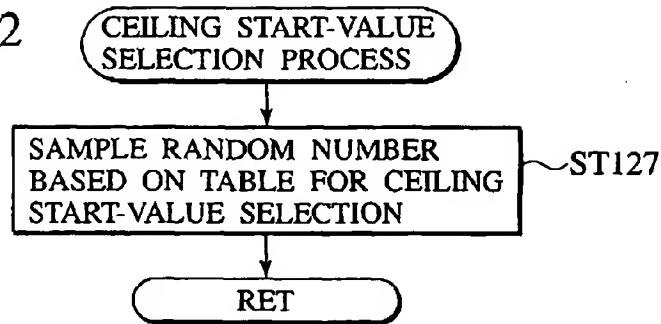 2
CEILING START-VALUE
SELECTION PROCESS
SAMPLE RANDOM NUMBER
BASED ON TABLE FOR CEILING
START-VALUE SELECTION
ST127
RET